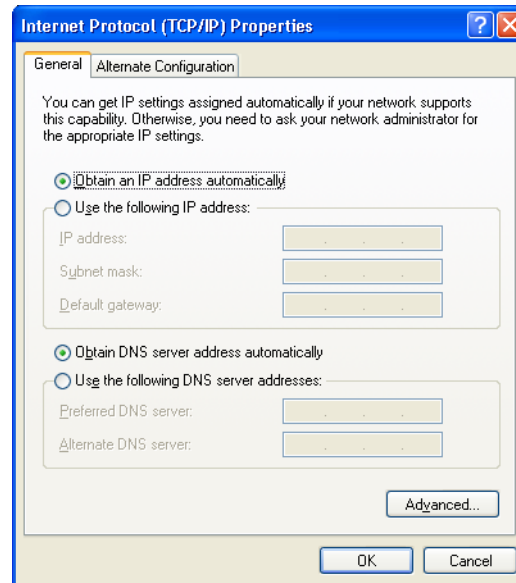 Internet Protocol (TCP/IP) Properties
General
Alternate Configuration
You can get IP settings assigned automatically if your network supports
this capability. Otherwise, you need to ask your network administrator for
the appropriate IP settings.
Obtain an IP address automatically
Use the following IP address:
IP address:
Subnet mask:
Default gateway:
Obtain DNS server address automatically
Use the following DNS server addresses:
Preferred DNS server:
Alternate DNS server:
Advanced...
OK
Cancel